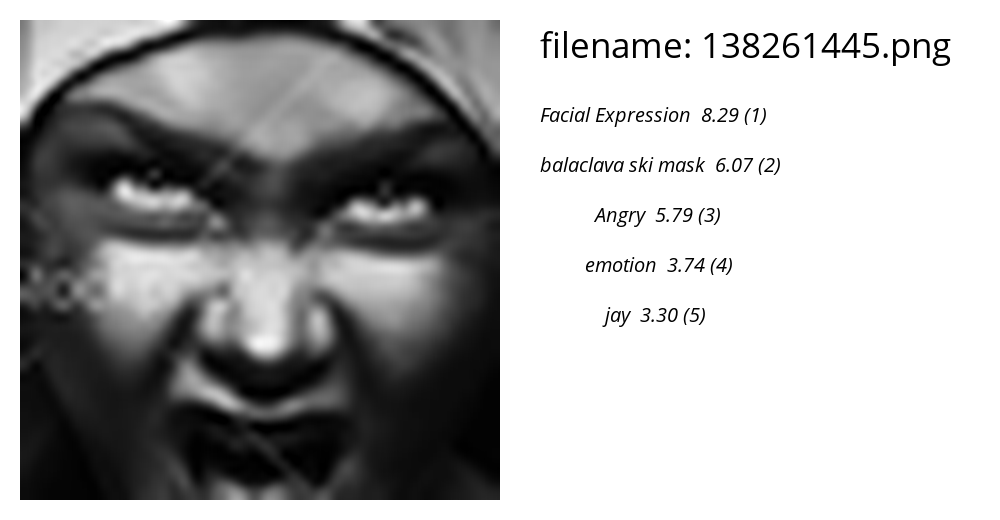 filename: 138261445.png
Facial Expression 8.29 (1)
balaclava ski mask 6.07 (2)
Angry 5.79 (3)
emotion 3.74 (4)
jay 3.30 (5)